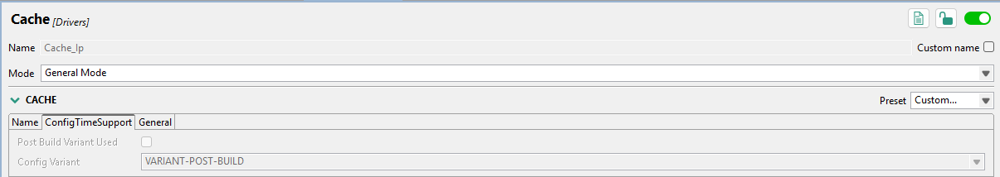 Cache [Drivers]
Name Cache_Ip Custom name
Mode General Mode
CACHE Preset Custom...
Name ConfigTimeSupport General
Post Build Variant Used
Config Variant VARIANT-POST-BUILD